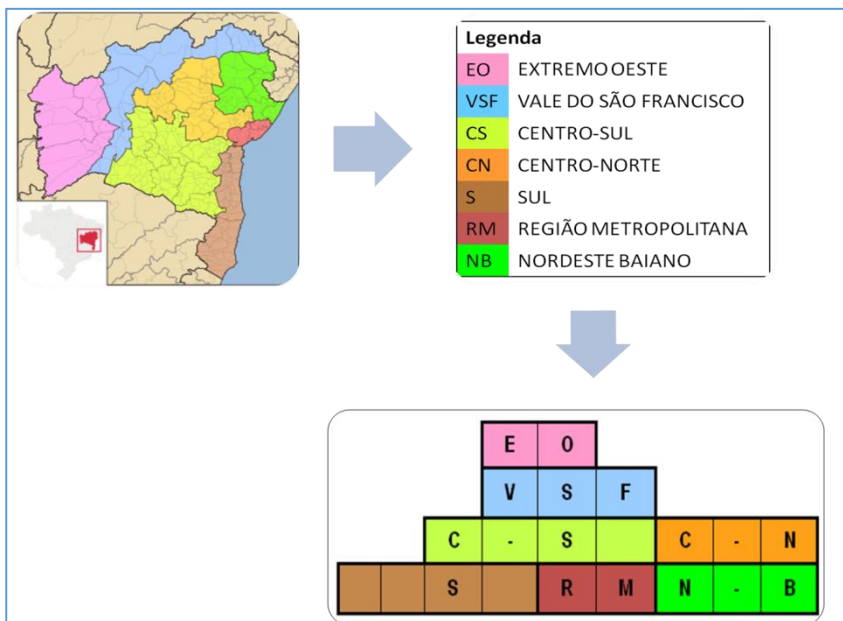 Legenda
EO EXTREMO OESTE
VSF VALE DO SÃO FRANCISCO
CS CENTRO-SUL
CN CENTRO-NORTE
S SUL
RM REGIÃO METROPOLITANA
NB NORDESTE BAIANO
E O
V S F
C - S C - N
S R M N - B